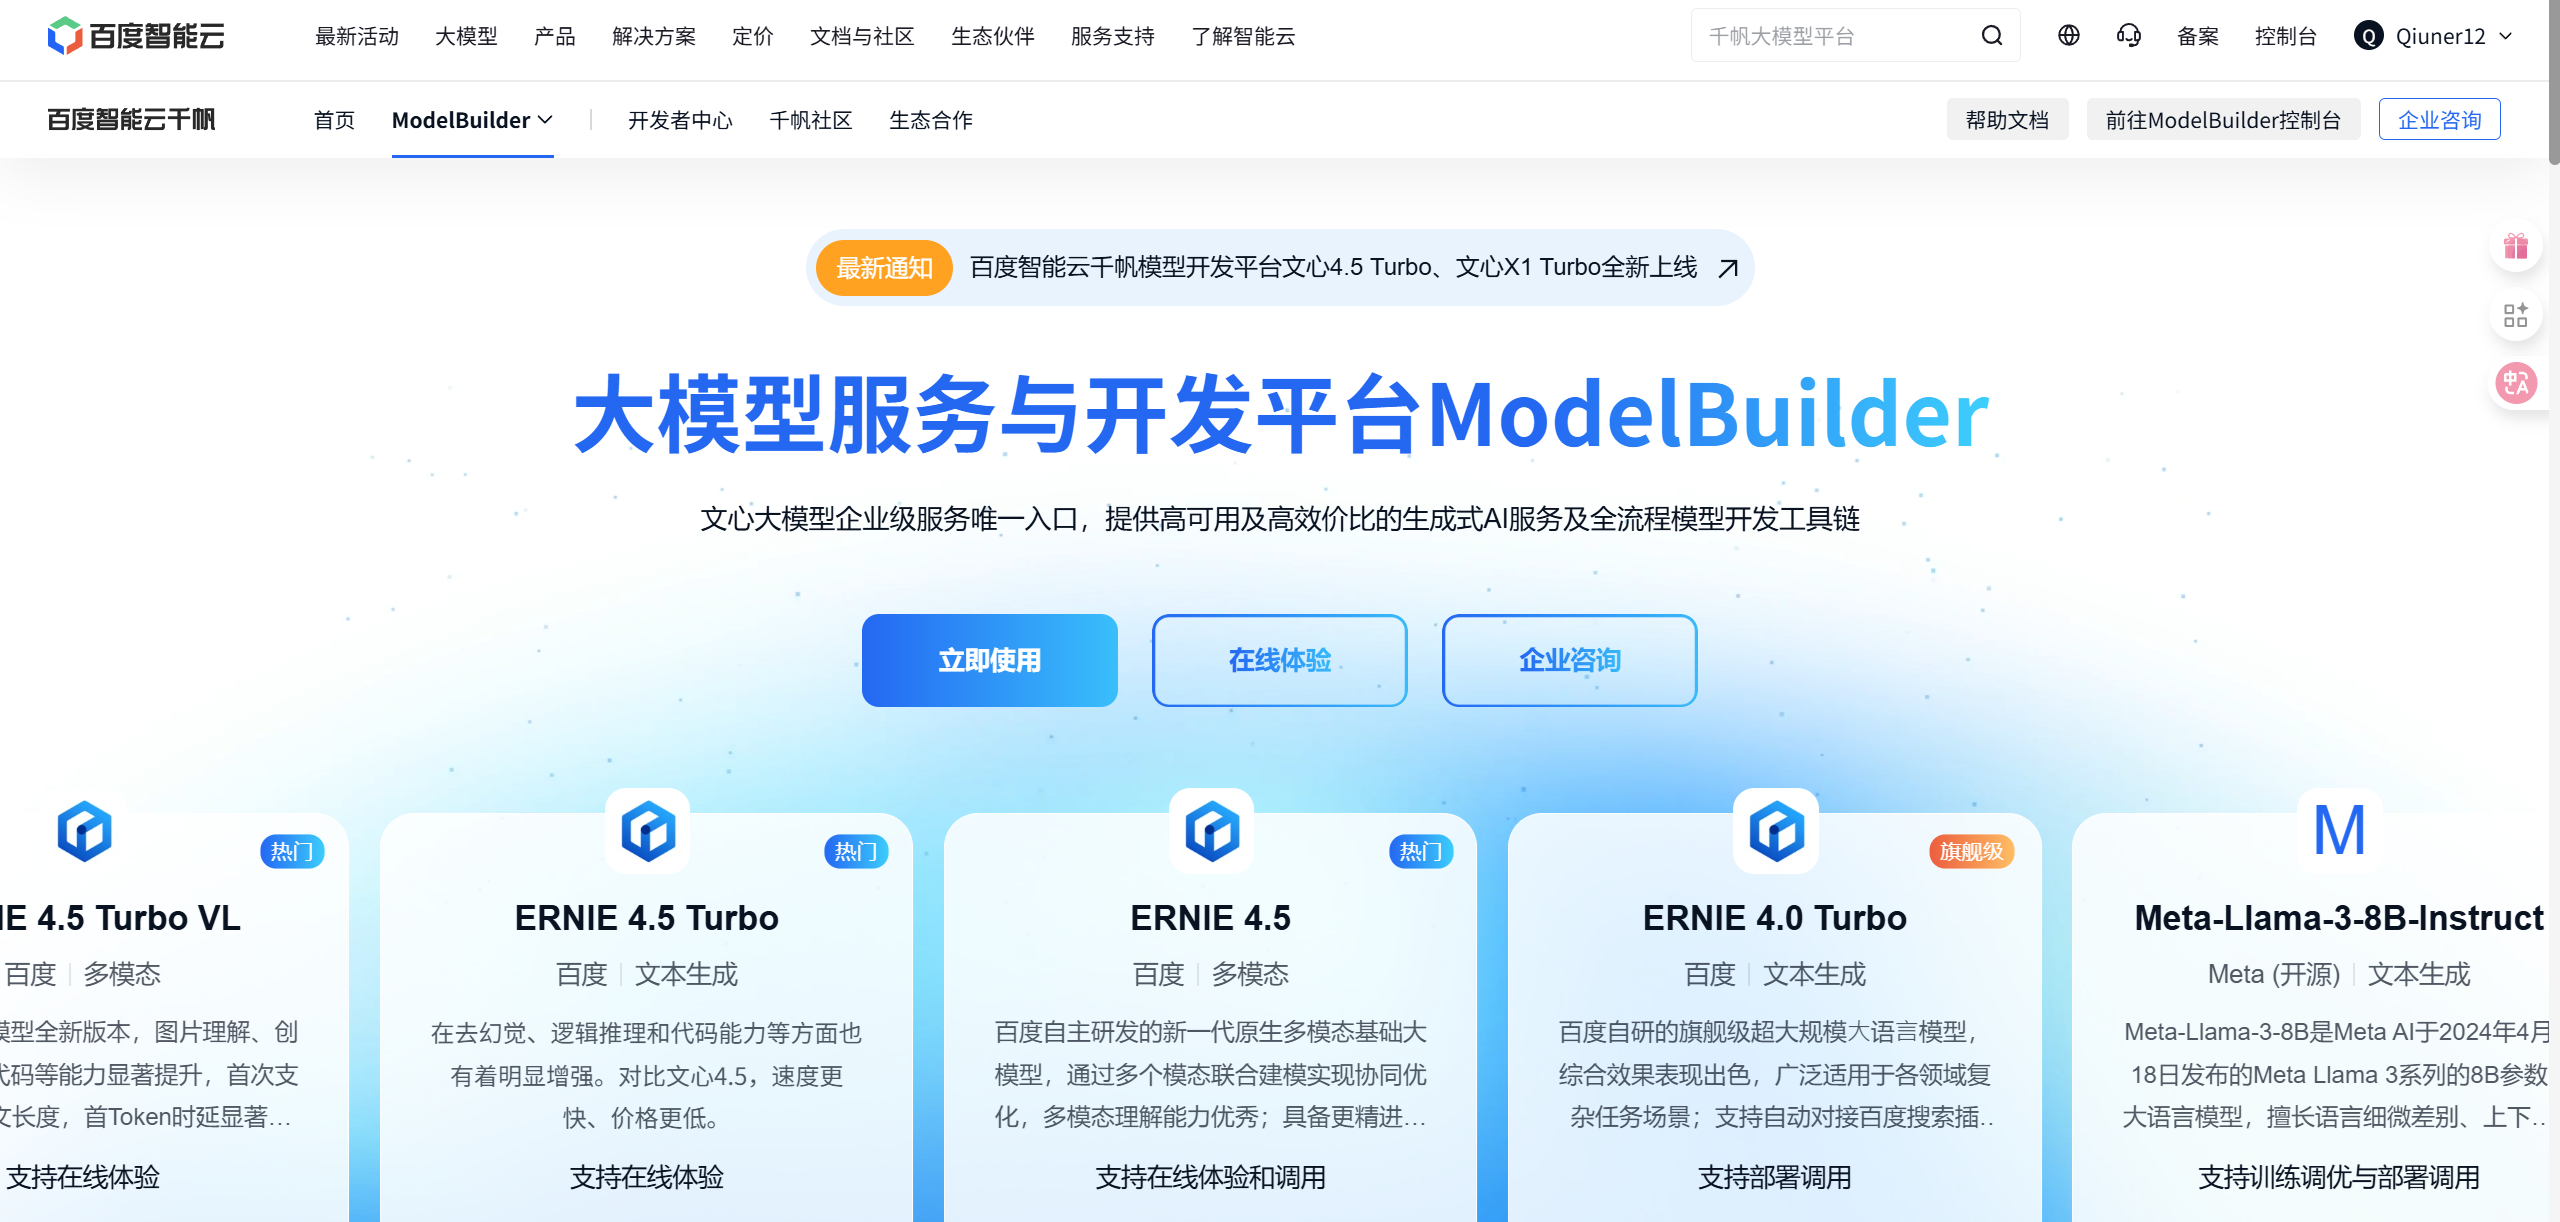 百度智能云 最新活动 大模型 产品 解决方案 定价 文档与社区 生态伙伴 服务支持 了解智能云 千帆大模型平台 备案 控制台 Q Qiuner12
百度智能云千帆 首页 ModelBuilder 开发者中心 千帆社区 生态合作 帮助文档 前往ModelBuilder控制台 企业咨询
最新通知 百度智能云千帆模型开发平台文心4.5 Turbo、文心X1 Turbo全新上线
中A
大模型服务与开发平台ModelBuilder
文心大模型企业级服务唯一入口，提供高可用及高效价比的生成式AI服务及全流程模型开发工具链
立即使用 在线体验 企业咨询
热门
IE 4.5 Turbo VL
百度 多模态
模型全新版本，图片理解、创
代码等能力显著提升，首次支
文长度，首Token时延显著...
支持在线体验
热门
ERNIE 4.5 Turbo
百度 文本生成
在去幻觉、逻辑推理和代码能力等方面也
有着明显增强。对比文心4.5，速度更
快、价格更低。
支持在线体验
热门
ERNIE 4.5
百度 多模态
百度自主研发的新一代原生多模态基础大
模型，通过多个模态联合建模实现协同优
化，多模态理解能力优秀；具备更精进...
支持在线体验和调用
旗舰级
ERNIE 4.0 Turbo
百度 文本生成
百度自研的旗舰级超大规模大语言模型，
综合效果表现出色，广泛适用于各领域复
杂任务场景；支持自动对接百度搜索插..
支持部署调用
M
Meta-Llama-3-8B-Instruct
Meta (开源) 文本生成
Meta-Llama-3-8B是Meta AI于2024年4月
18日发布的Meta Llama 3系列的8B参数
大语言模型，擅长语言细微差别、上下...
支持训练调优与部署调用